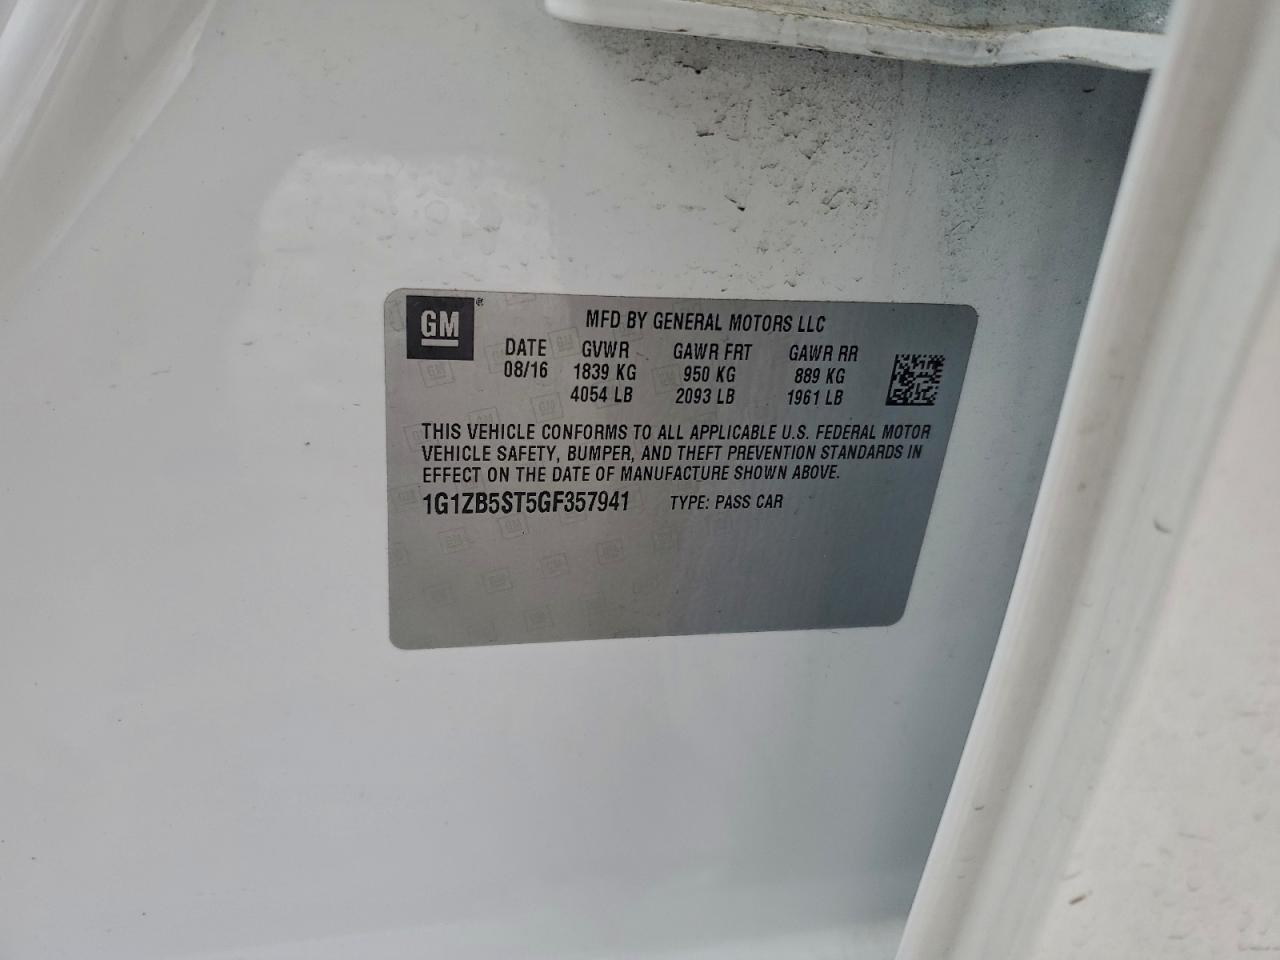 GM ®
MFD BY GENERAL MOTORS LLC
DATE GVWR GAWR FRT GAWR RR
08/16 1839 KG 950 KG 889 KG
4054 LB 2093 LB 1961 LB
THIS VEHICLE CONFORMS TO ALL APPLICABLE U.S. FEDERAL MOTOR
VEHICLE SAFETY, BUMPER, AND THEFT PREVENTION STANDARDS IN
EFFECT ON THE DATE OF MANUFACTURE SHOWN ABOVE.
1G1ZB5ST5GF357941 TYPE: PASS CAR